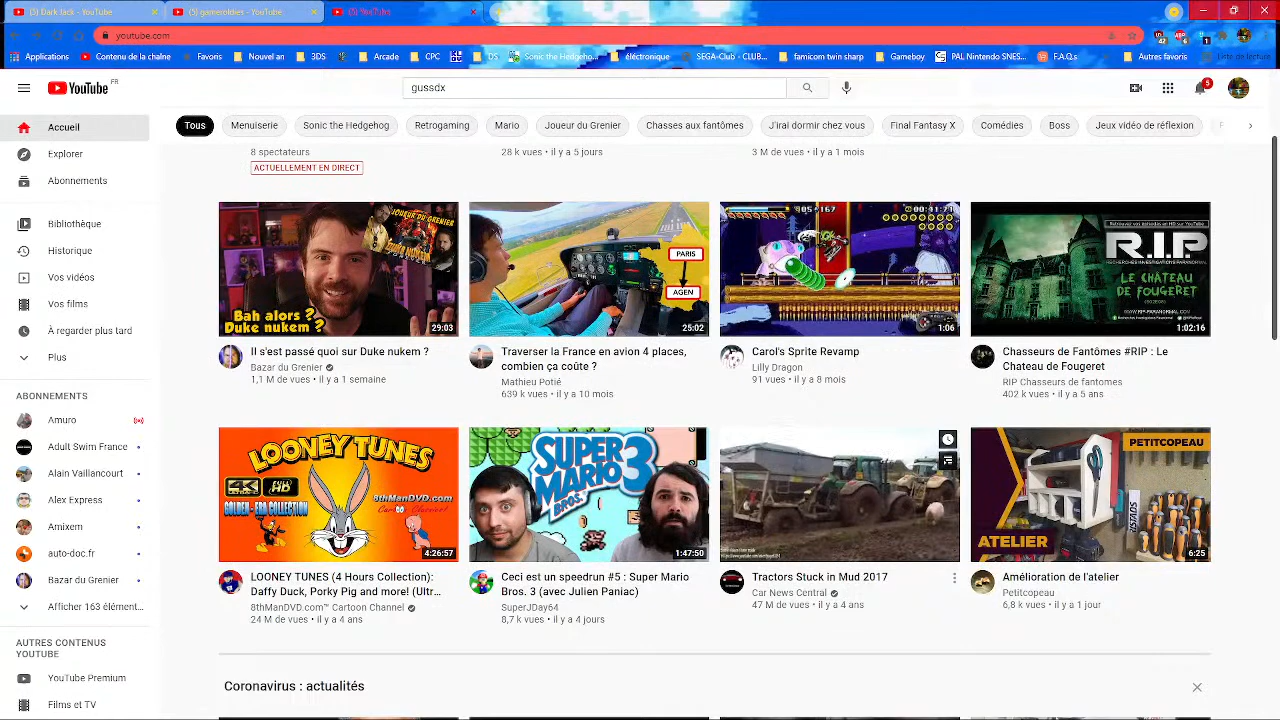 (5) Dark Jack - YouTube
(5) gameroldies - YouTube
(5) YouTube
youtube.com
Applications
Contenu de la chaîne
Favoris
Nouvel an
3DS
Arcade
CPC
DS
Sonic the Hedgehog...
éléctronique
SEGA-Club - CLUB...
famicom twin sharp
Gameboy
PAL Nintendo SNES...
F.A.Q.s
Autres favoris
Liste de lecture
YouTube FR
gussdx
5
Accueil
Explorer
Abonnements
Bibliothèque
Historique
Vos vidéos
Vos films
À regarder plus tard
Plus
ABONNEMENTS
Amuro
Adult Swim France
Alain Vaillancourt
Alex Express
Amixem
auto-doc.fr
Bazar du Grenier
Afficher 163 élément...
AUTRES CONTENUS
YOUTUBE
YouTube Premium
Films et TV
Tous
Menuiserie
Sonic the Hedgehog
Retrogaming
Mario
Joueur du Grenier
Chasses aux fantômes
J'irai dormir chez vous
Final Fantasy X
Comédies
Boss
Jeux vidéo de réflexion
8 spectateurs
ACTUELLEMENT EN DIRECT
28 k vues • il y a 5 jours
3 M de vues • il y a 1 mois
JOUEUR DU GRENIER
Bah alors ?
Duke nukem ?
29:03
Il s'est passé quoi sur Duke nukem ?
Bazar du Grenier
1,1 M de vues • il y a 1 semaine
PARIS
AGEN
25:02
Traverser la France en avion 4 places,
combien ça coûte ?
Mathieu Potié
639 k vues • il y a 10 mois
1:06
Carol's Sprite Revamp
Lilly Dragon
91 vues • il y a 8 mois
R.I.P
RECHERCHES INVESTIGATIONS PARANORMAL
LE CHÂTEAU
DE FOUGERET
WWW.RIP-PARANORMAL.COM
1:02:16
Chasseurs de Fantômes #RIP : Le
Chateau de Fougeret
RIP Chasseurs de fantomes
402 k vues • il y a 5 ans
LOONEY TUNES
4K
HD
GOLDEN-ERA COLLECTION
8thManDVD.com
4:26:57
LOONEY TUNES (4 Hours Collection):
Daffy Duck, Porky Pig and more! (Ultr...
8thManDVD.com™ Cartoon Channel
24 M de vues • il y a 4 ans
SUPER
MARIO
BROS. 3
1:47:50
Ceci est un speedrun #5 : Super Mario
Bros. 3 (avec Julien Paniac)
SuperJDay64
8,7 k vues • il y a 4 jours
Tractors Stuck in Mud 2017
Car News Central
47 M de vues • il y a 4 ans
PETITCOPEAU
ATELIER
6:25
Amélioration de l'atelier
Petitcopeau
6,8 k vues • il y a 1 jour
Coronavirus : actualités